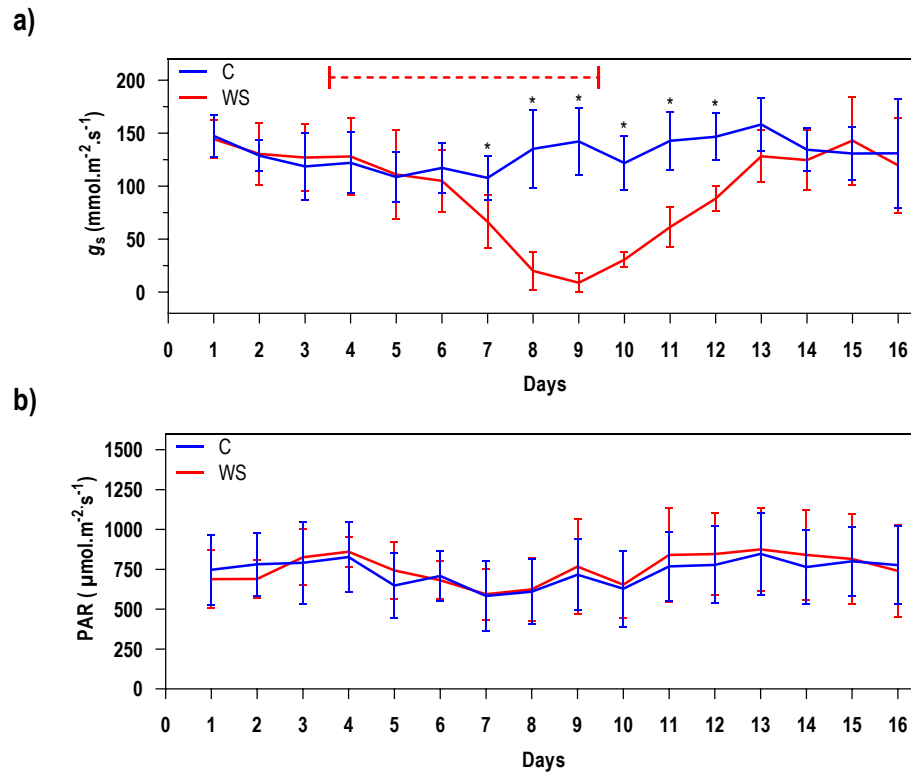 a)
C
WS
* * * * * *
200
150
100
50
0
gs (mmol.m-2.s-1)
0 1 2 3 4 5 6 7 8 9 10 11 12 13 14 15 16
Days
b)
C
WS
1500
1250
1000
750
500
250
0
PAR ( µmol.m-2.s-1)
0 1 2 3 4 5 6 7 8 9 10 11 12 13 14 15 16
Days